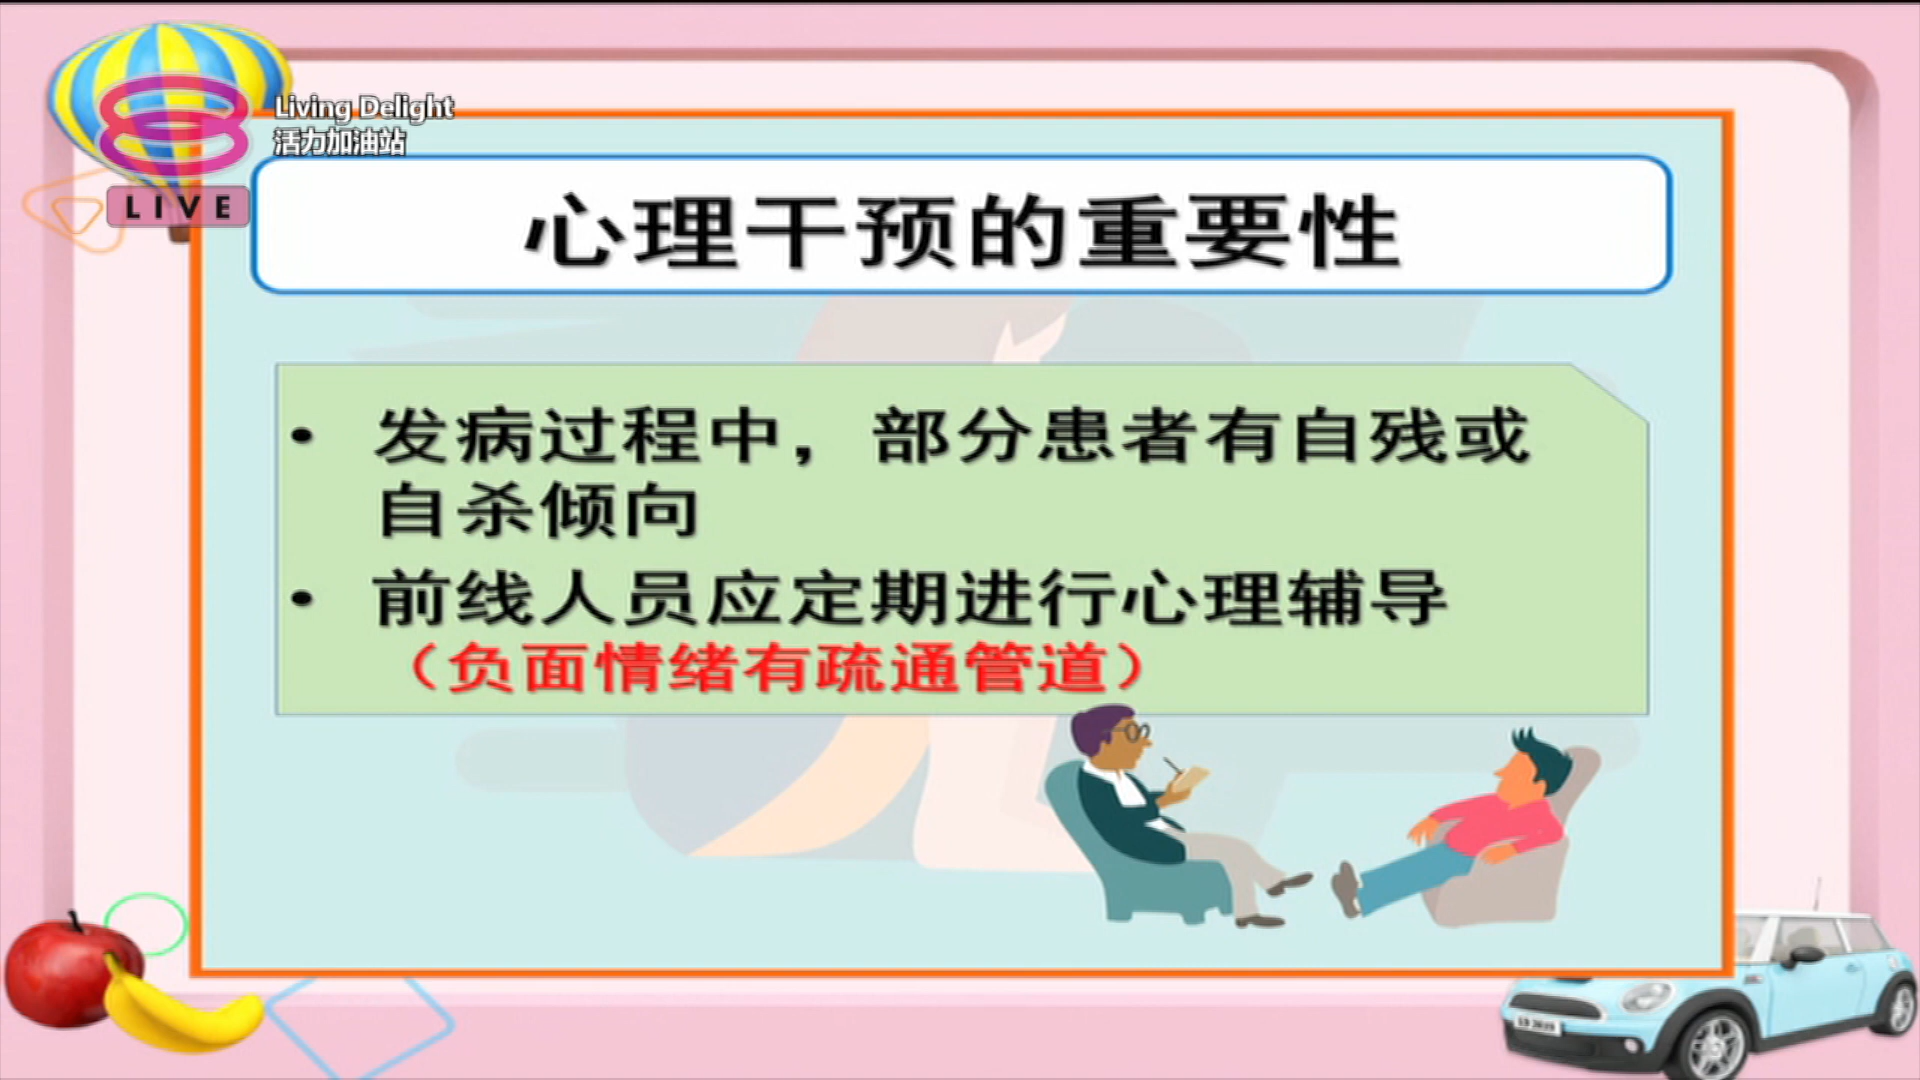 Living Delight
活力加油站
LIVE
心理干预的重要性
• 发病过程中，部分患者有自残或
自杀倾向
• 前线人员应定期进行心理辅导
（负面情绪有疏通管道）